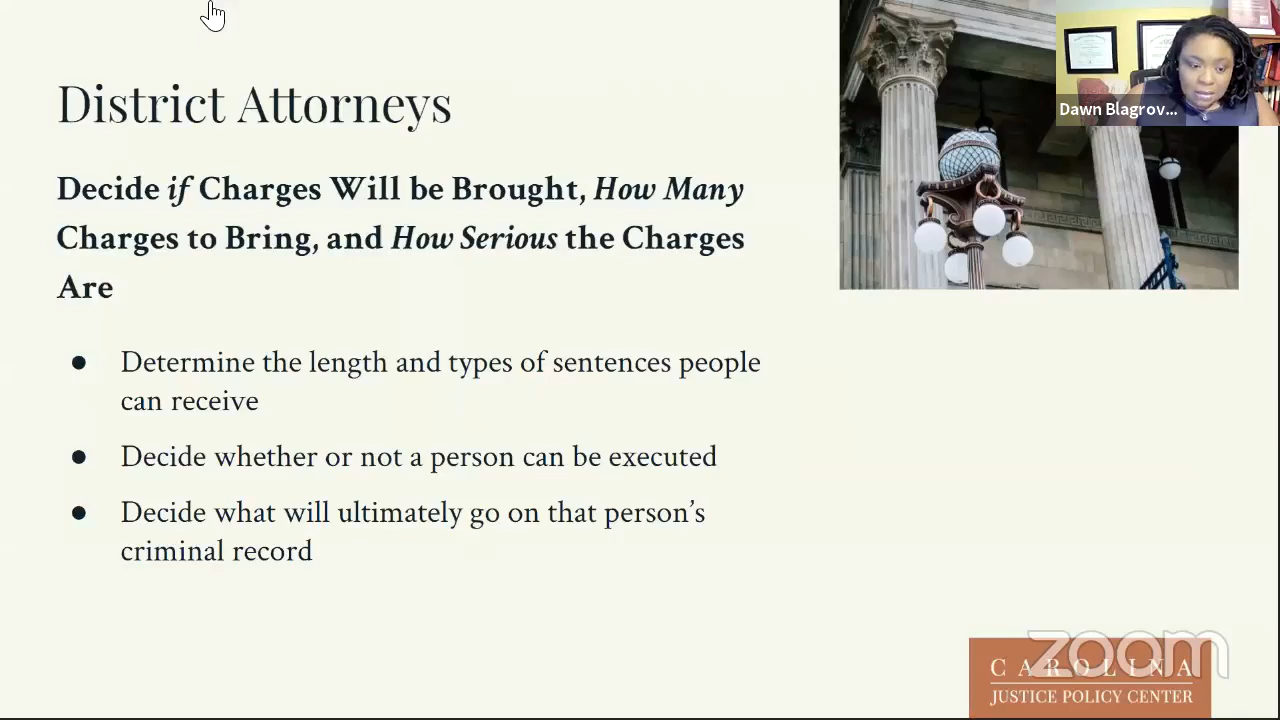 District Attorneys
Decide if Charges Will be Brought, How Many
Charges to Bring, and How Serious the Charges
Are
● Determine the length and types of sentences people
can receive
● Decide whether or not a person can be executed
● Decide what will ultimately go on that person’s
criminal record
Dawn Blagrov...
zoom
CAROLINA
JUSTICE POLICY CENTER